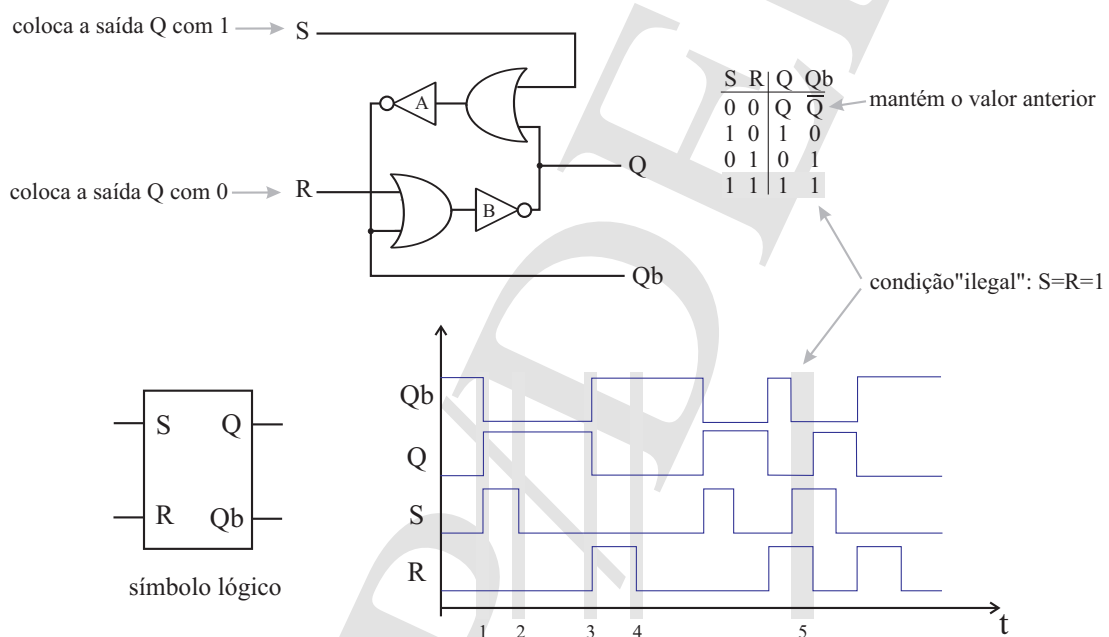 coloca a saída Q com 1
S
A
S R Q Qb
0 0 Q Q̅
mantém o valor anterior
1 0 1 0
0 1 0 1
1 1 1 1
Q
coloca a saída Q com 0
R
B
Qb
condição"ilegal": S=R=1
S Q
R Qb
símbolo lógico
Qb
Q
S
R
t
1 2 3 4 5